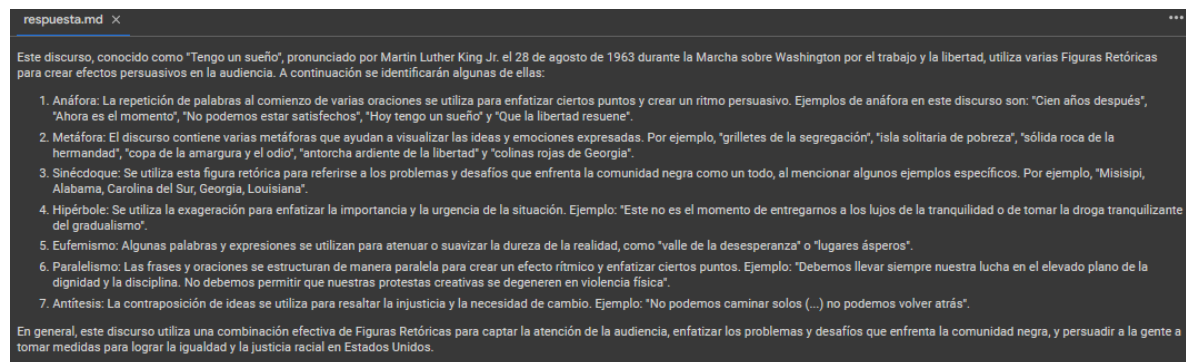 respuesta.md ×
Este discurso, conocido como "Tengo un sueño", pronunciado por Martin Luther King Jr. el 28 de agosto de 1963 durante la Marcha sobre Washington por el trabajo y la libertad, utiliza varias Figuras Retóricas
para crear efectos persuasivos en la audiencia. A continuación se identificarán algunas de ellas:
1. Anáfora: La repetición de palabras al comienzo de varias oraciones se utiliza para enfatizar ciertos puntos y crear un ritmo persuasivo. Ejemplos de anáfora en este discurso son: "Cien años después",
"Ahora es el momento", "No podemos estar satisfechos", "Hoy tengo un sueño" y "Que la libertad resuene".
2. Metáfora: El discurso contiene varias metáforas que ayudan a visualizar las ideas y emociones expresadas. Por ejemplo, "grilletes de la segregación", "isla solitaria de pobreza", "sólida roca de la
hermandad", "copa de la amargura y el odio", "antorcha ardiente de la libertad" y "colinas rojas de Georgia".
3. Sinécdoque: Se utiliza esta figura retórica para referirse a los problemas y desafíos que enfrenta la comunidad negra como un todo, al mencionar algunos ejemplos específicos. Por ejemplo, "Misisipi,
Alabama, Carolina del Sur, Georgia, Louisiana".
4. Hipérbole: Se utiliza la exageración para enfatizar la importancia y la urgencia de la situación. Ejemplo: "Este no es el momento de entregarnos a los lujos de la tranquilidad o de tomar la droga tranquilizante
del gradualismo".
5. Eufemismo: Algunas palabras y expresiones se utilizan para atenuar o suavizar la dureza de la realidad, como "valle de la desesperanza" o "lugares ásperos".
6. Paralelismo: Las frases y oraciones se estructuran de manera paralela para crear un efecto rítmico y enfatizar ciertos puntos. Ejemplo: "Debemos llevar siempre nuestra lucha en el elevado plano de la
dignidad y la disciplina. No debemos permitir que nuestras protestas creativas se degeneren en violencia física".
7. Antítesis: La contraposición de ideas se utiliza para resaltar la injusticia y la necesidad de cambio. Ejemplo: "No podemos caminar solos (...) no podemos volver atrás".
En general, este discurso utiliza una combinación efectiva de Figuras Retóricas para captar la atención de la audiencia, enfatizar los problemas y desafíos que enfrenta la comunidad negra, y persuadir a la gente a
tomar medidas para lograr la igualdad y la justicia racial en Estados Unidos.